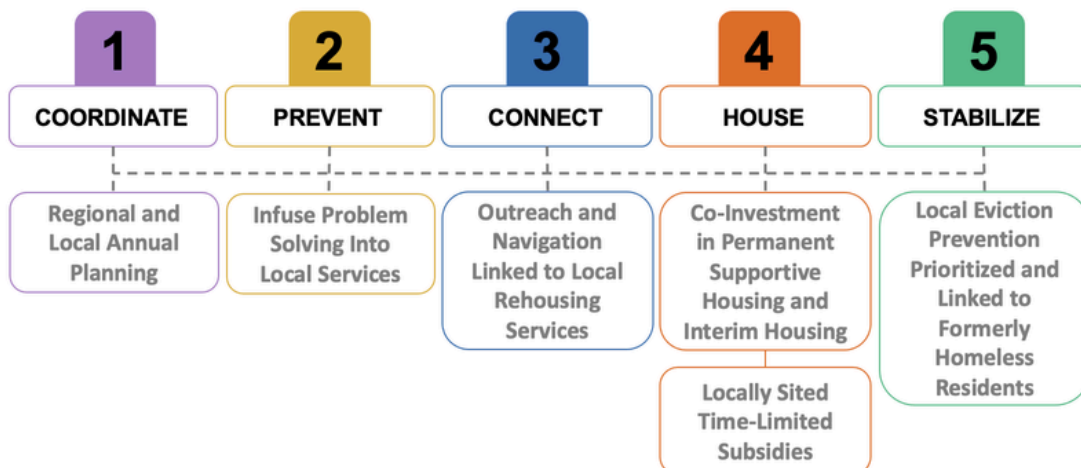 1
COORDINATE
Regional and
Local Annual
Planning
2
PREVENT
Infuse Problem
Solving Into
Local Services
3
CONNECT
Outreach and
Navigation
Linked to Local
Rehousing
Services
4
HOUSE
Co-Investment
in Permanent
Supportive
Housing and
Interim Housing
Locally Sited
Time-Limited
Subsidies
5
STABILIZE
Local Eviction
Prevention
Prioritized and
Linked to
Formerly
Homeless
Residents